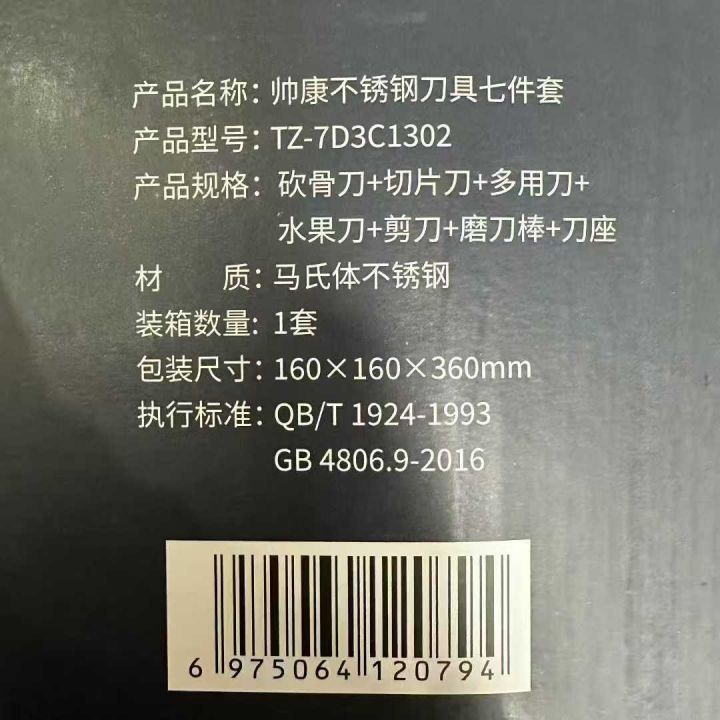 产品名称：帅康不锈钢刀具七件套
产品型号：TZ-7D3C1302
产品规格：砍骨刀+切片刀+多用刀+
水果刀+剪刀+磨刀棒+刀座
材　　质：马氏体不锈钢
装箱数量：1套
包装尺寸：160×160×360mm
执行标准：QB/T 1924-1993
GB 4806.9-2016
6 975064 120794